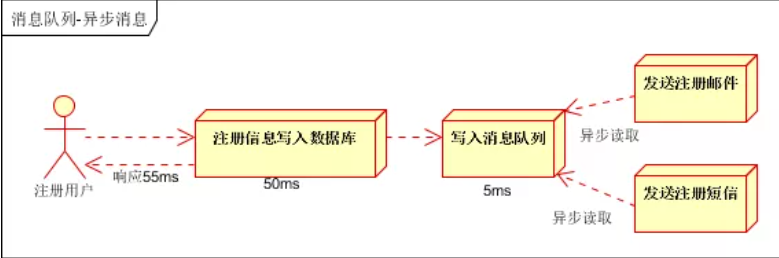 消息队列-异步消息
发送注册邮件
注册信息写入数据库
写入消息队列
异步读取
响应55ms
50ms
5ms
注册用户
发送注册短信
异步读取